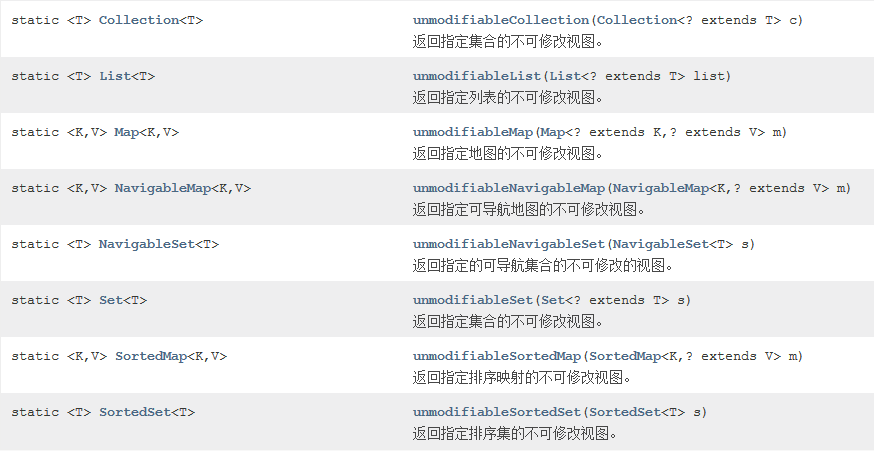 static <T> Collection<T> unmodifiableCollection(Collection<? extends T> c)
返回指定集合的不可修改视图。
static <T> List<T> unmodifiableList(List<? extends T> list)
返回指定列表的不可修改视图。
static <K,V> Map<K,V> unmodifiableMap(Map<? extends K,? extends V> m)
返回指定地图的不可修改视图。
static <K,V> NavigableMap<K,V> unmodifiableNavigableMap(NavigableMap<K,? extends V> m)
返回指定可导航地图的不可修改视图。
static <T> NavigableSet<T> unmodifiableNavigableSet(NavigableSet<T> s)
返回指定的可导航集合的不可修改的视图。
static <T> Set<T> unmodifiableSet(Set<? extends T> s)
返回指定集合的不可修改视图。
static <K,V> SortedMap<K,V> unmodifiableSortedMap(SortedMap<K,? extends V> m)
返回指定排序映射的不可修改视图。
static <T> SortedSet<T> unmodifiableSortedSet(SortedSet<T> s)
返回指定排序集的不可修改视图。